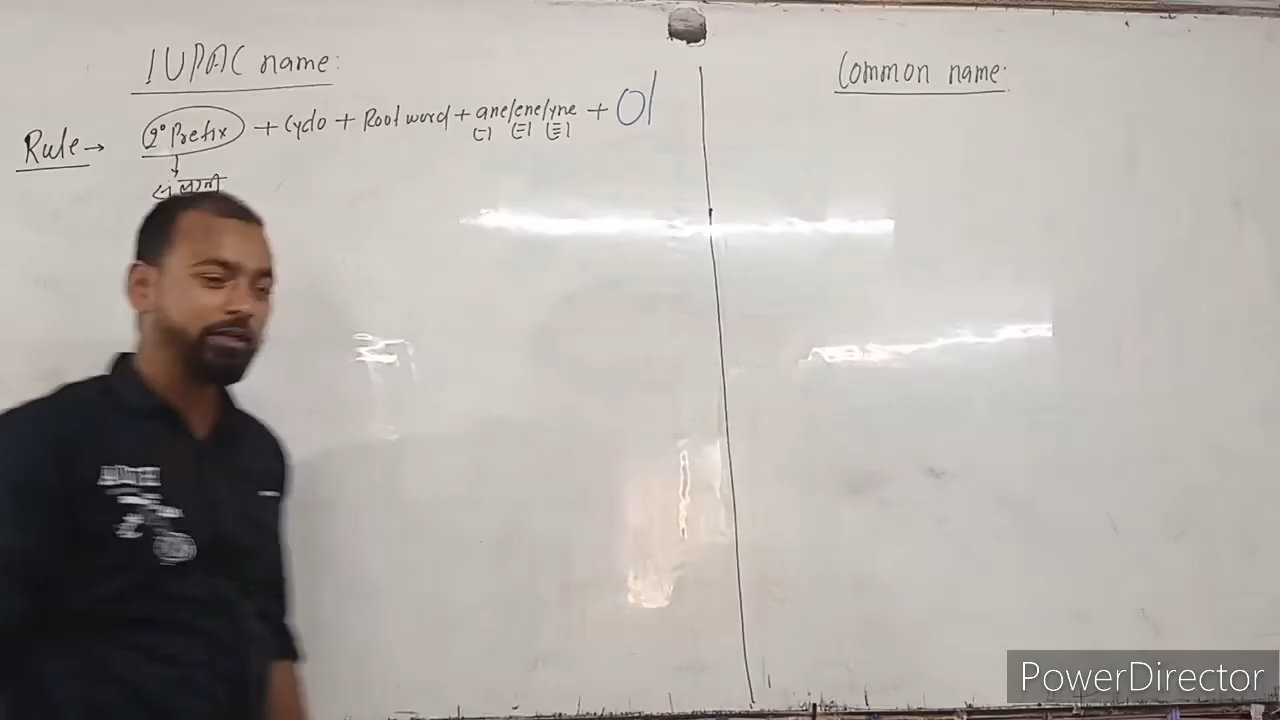 IUPAC name:
Rule → 2° Prefix + Cyclo + Root word + ane/ene/yne + Ol
(-) (=) (≡)
Common name:
PowerDirector